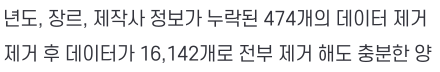 년도, 장르, 제작사 정보가 누락된 474개의 데이터 제거
제거 후 데이터가 16,142개로 전부 제거 해도 충분한 양